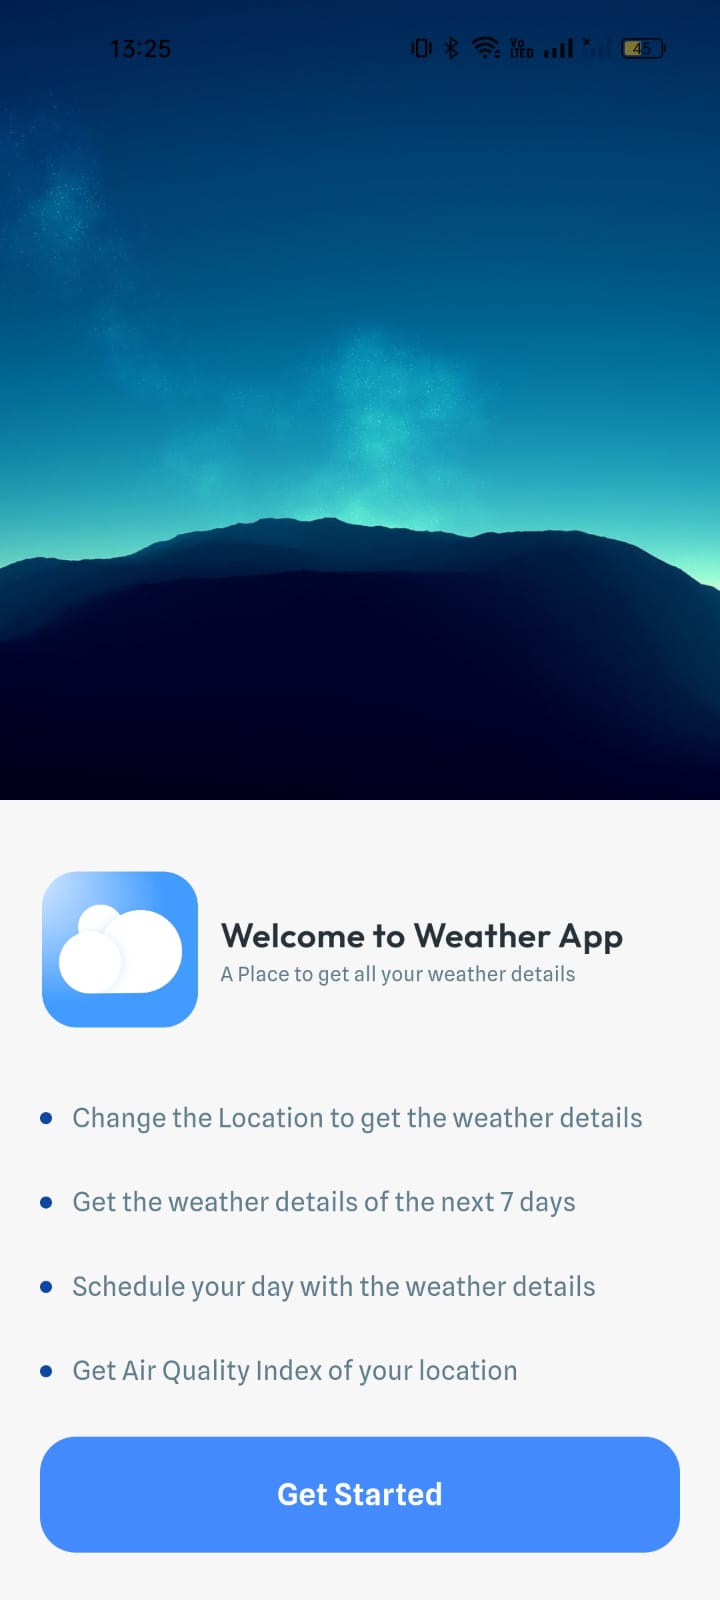 13:25 Vo LTED 45
Welcome to Weather App
A Place to get all your weather details
Change the Location to get the weather details
Get the weather details of the next 7 days
Schedule your day with the weather details
Get Air Quality Index of your location
Get Started